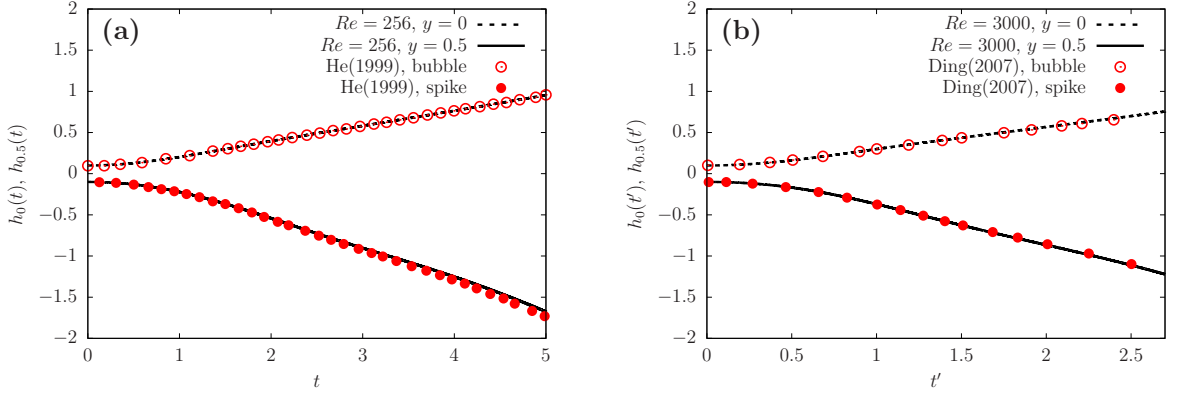 (a)
Re = 256, y = 0
Re = 256, y = 0.5
He(1999), bubble
He(1999), spike
2
1.5
1
0.5
0
−0.5
−1
−1.5
−2
h₀(t), h₀.₅(t)
0 1 2 3 4 5
t
(b)
Re = 3000, y = 0
Re = 3000, y = 0.5
Ding(2007), bubble
Ding(2007), spike
2
1.5
1
0.5
0
−0.5
−1
−1.5
−2
h₀(t′), h₀.₅(t′)
0 0.5 1 1.5 2 2.5
t′